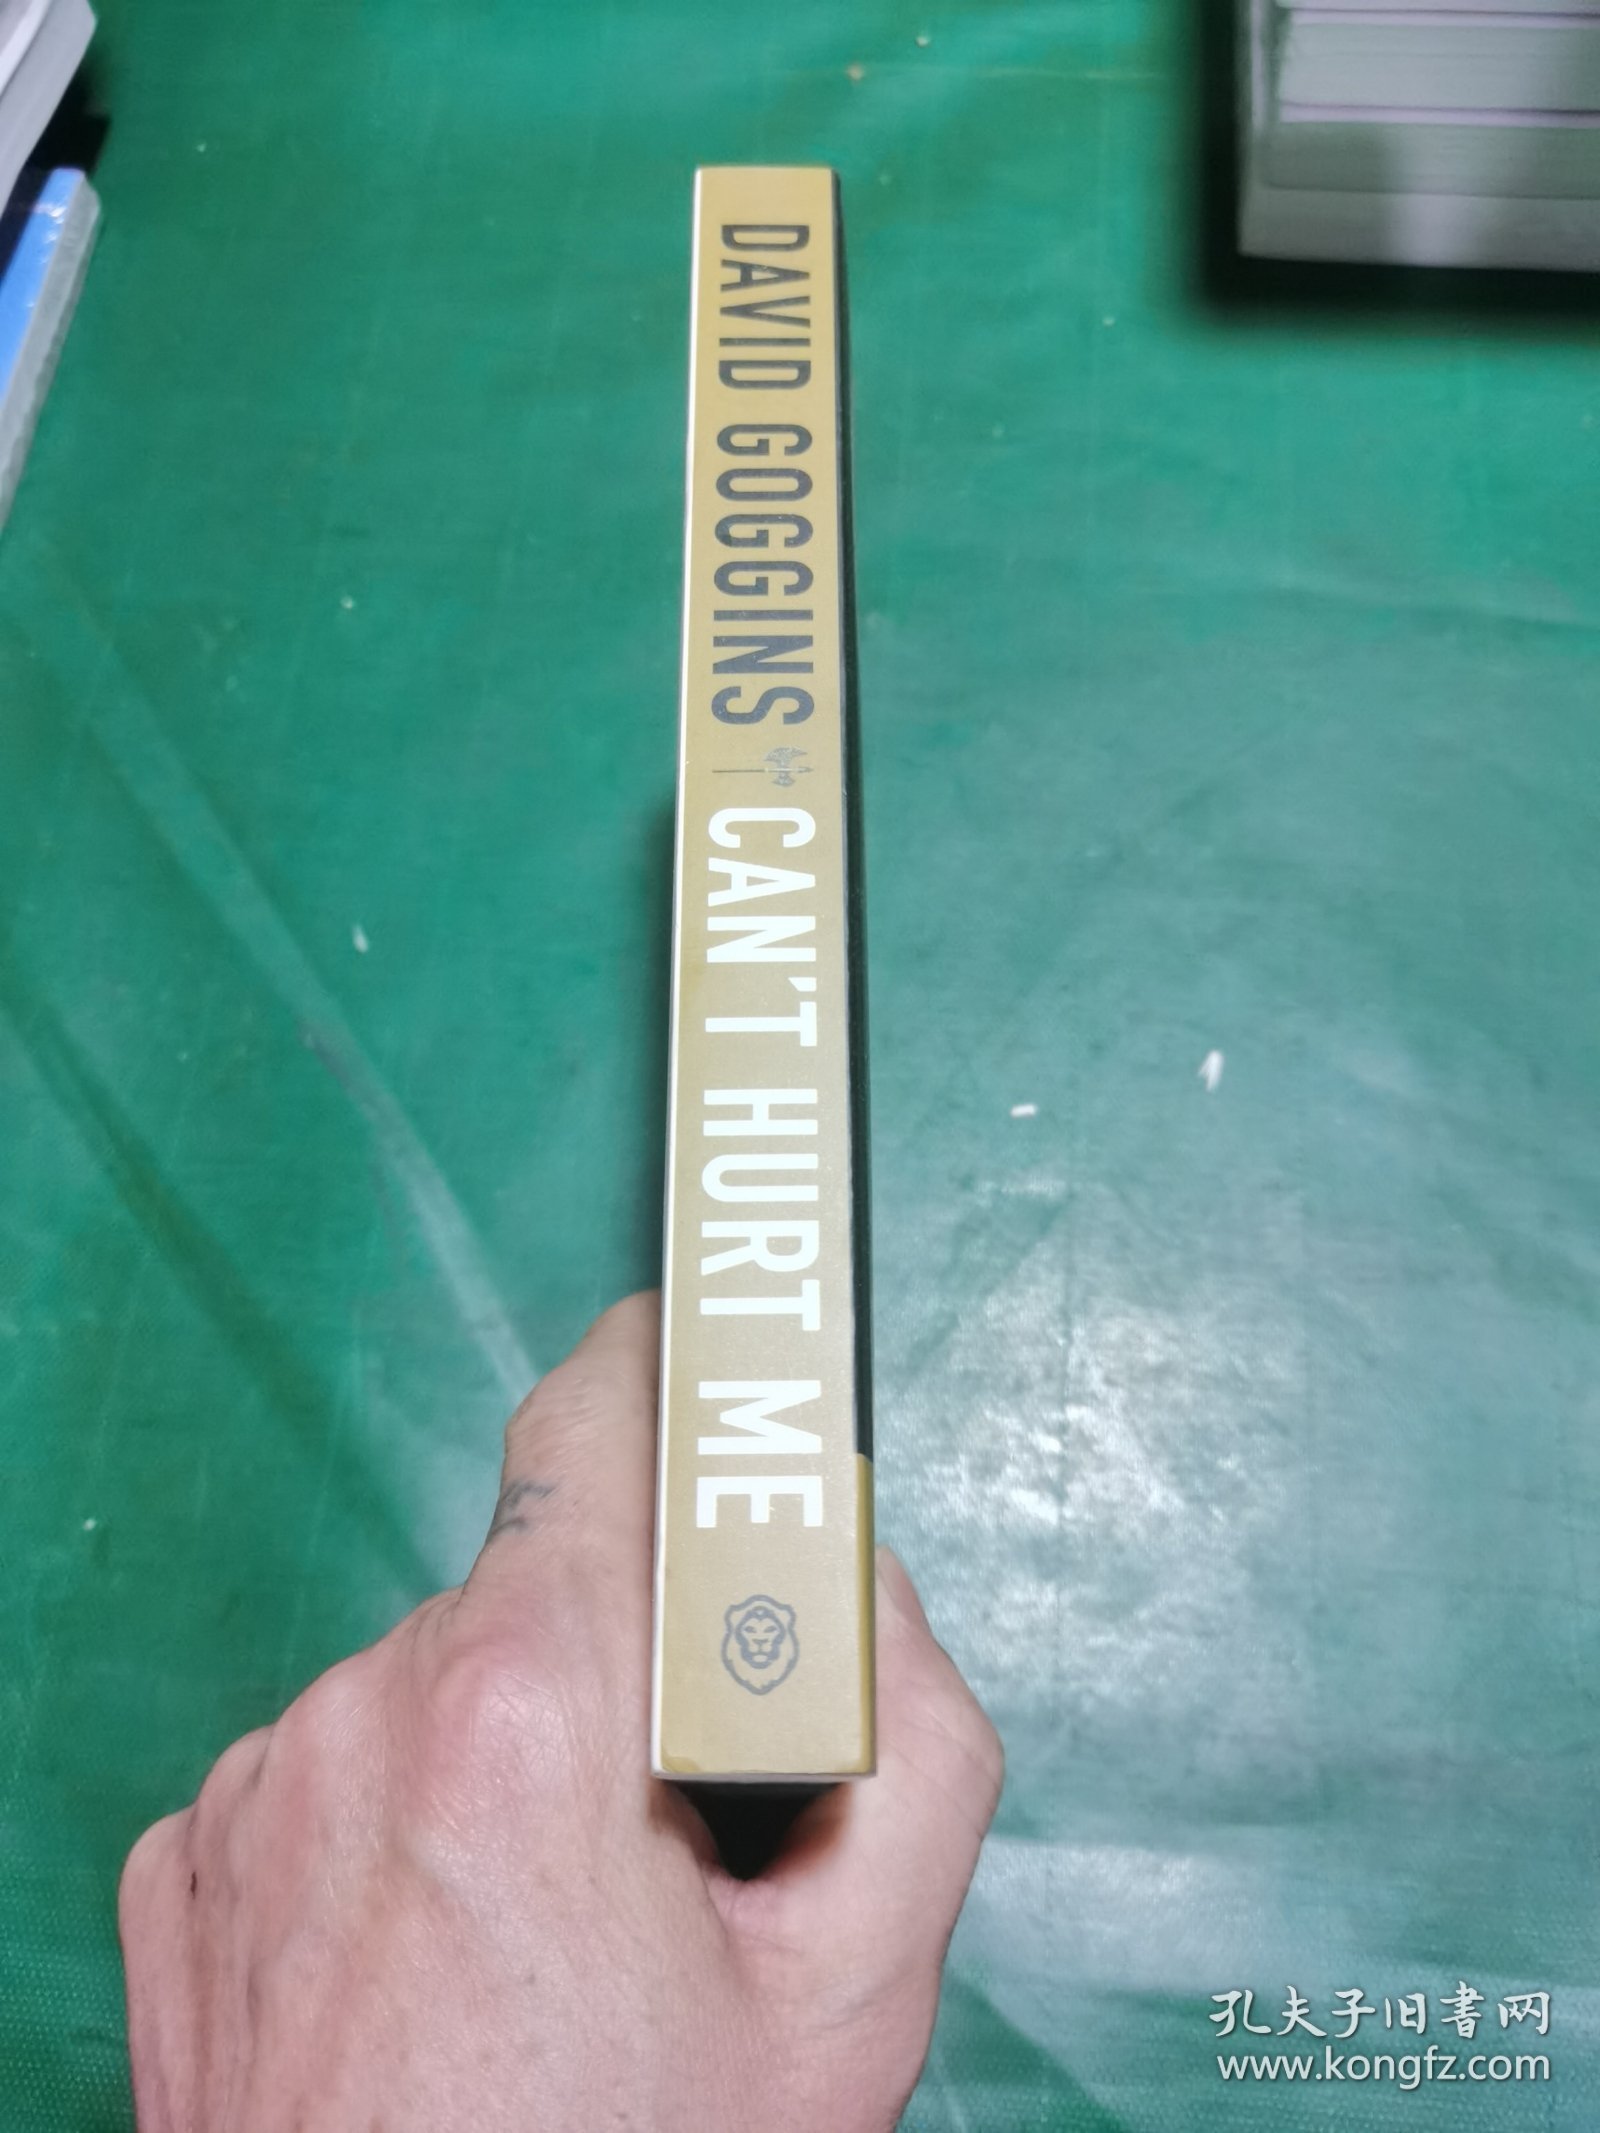 DAVID GOGGINS CAN'T HURT ME
孔夫子旧书网
www.kongfz.com